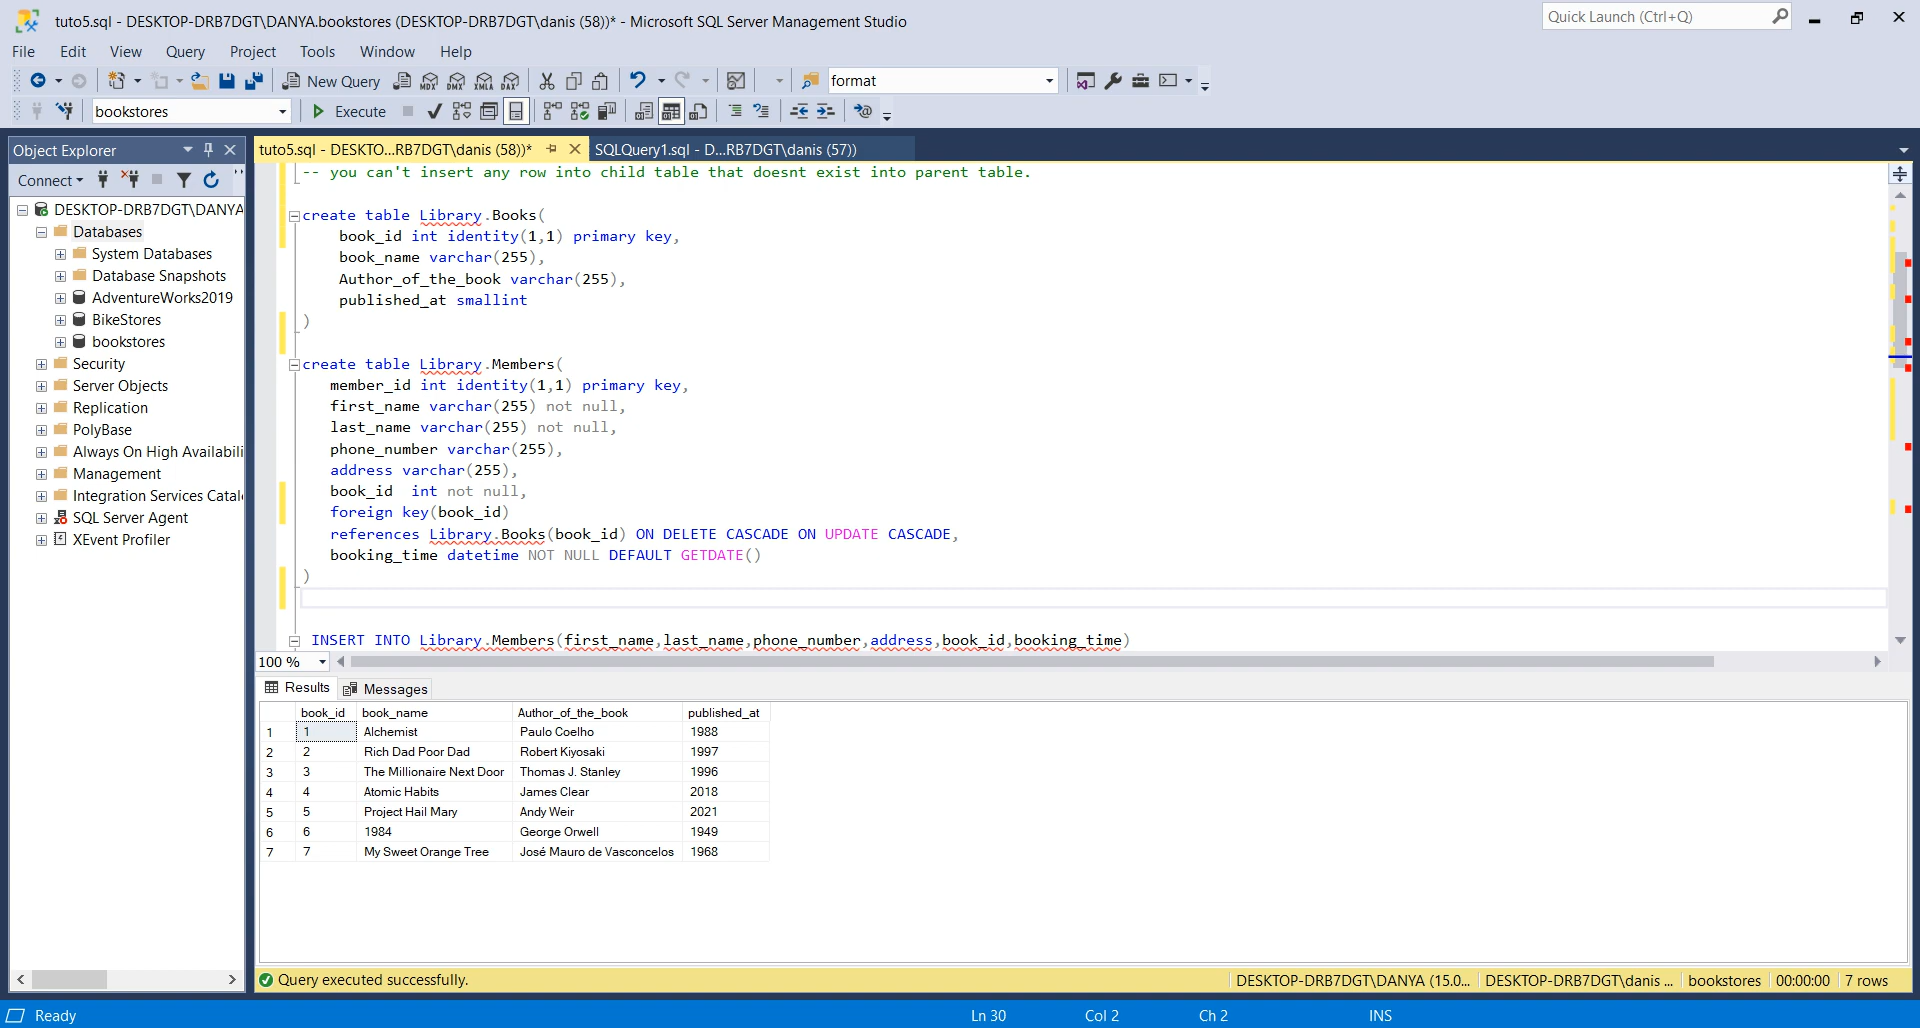 tuto5.sql - DESKTOP-DRB7DGT\DANYA.bookstores (DESKTOP-DRB7DGT\danis (58))* - Microsoft SQL Server Management Studio
Quick Launch (Ctrl+Q)
File Edit View Query Project Tools Window Help
New Query MDX DMX XMLA DAX format
bookstores Execute
Object Explorer
Connect
DESKTOP-DRB7DGT\DANYA
Databases
System Databases
Database Snapshots
AdventureWorks2019
BikeStores
bookstores
Security
Server Objects
Replication
PolyBase
Always On High Availabili
Management
Integration Services Catal
SQL Server Agent
XEvent Profiler
tuto5.sql - DESKTO...RB7DGT\danis (58))* SQLQuery1.sql - D...RB7DGT\danis (57))
-- you can't insert any row into child table that doesnt exist into parent table.
create table Library.Books(
book_id int identity(1,1) primary key,
book_name varchar(255),
Author_of_the_book varchar(255),
published_at smallint
)
create table Library.Members(
member_id int identity(1,1) primary key,
first_name varchar(255) not null,
last_name varchar(255) not null,
phone_number varchar(255),
address varchar(255),
book_id int not null,
foreign key(book_id)
references Library.Books(book_id) ON DELETE CASCADE ON UPDATE CASCADE,
booking_time datetime NOT NULL DEFAULT GETDATE()
)
INSERT INTO Library.Members(first_name,last_name,phone_number,address,book_id,booking_time)
100 %
Results Messages
book_id book_name Author_of_the_book published_at
1 1 Alchemist Paulo Coelho 1988
2 2 Rich Dad Poor Dad Robert Kiyosaki 1997
3 3 The Millionaire Next Door Thomas J. Stanley 1996
4 4 Atomic Habits James Clear 2018
5 5 Project Hail Mary Andy Weir 2021
6 6 1984 George Orwell 1949
7 7 My Sweet Orange Tree José Mauro de Vasconcelos 1968
Query executed successfully. DESKTOP-DRB7DGT\DANYA (15.0... DESKTOP-DRB7DGT\danis ... bookstores 00:00:00 7 rows
Ready Ln 30 Col 2 Ch 2 INS